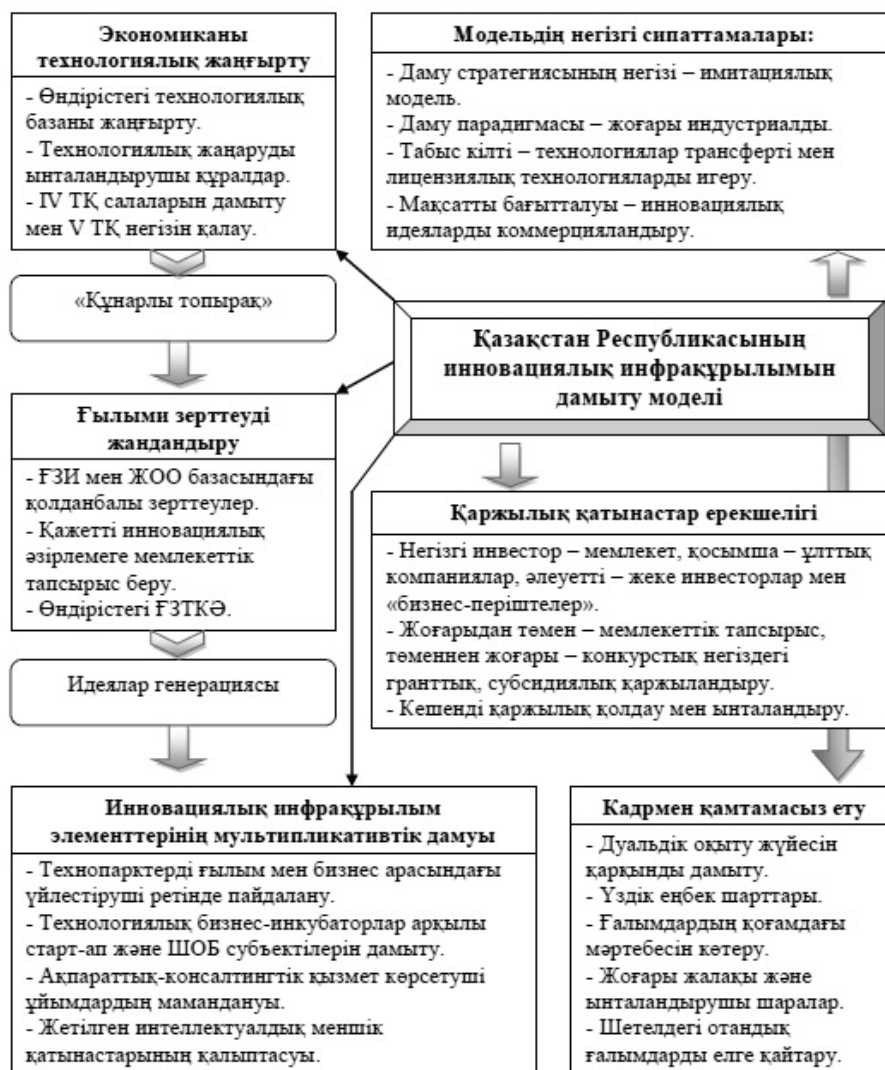 Экономиканы
технологиялық жаңғырту
- Өндірістегі технологиялық
базаны жаңғырту.
- Технологиялық жаңаруды
ынталандырушы құралдар.
- IV ТҚ салаларын дамыту
мен V ТҚ негізін қалау.
«Құнарлы топырақ»
Ғылыми зерттеуді
жандандыру
- ҒЗИ мен ЖОО базасындағы
қолданбалы зерттеулер.
- Қажетті инновациялық
әзірлемеге мемлекеттік
тапсырыс беру.
- Өндірістегі ҒЗТКӘ.
Идеялар генерациясы
Инновациялық инфрақұрылым
элементтерінің мультипликативтік дамуы
- Технопарктерді ғылым мен бизнес арасындағы
үйлестіруші ретінде пайдалану.
- Технологиялық бизнес-инкубаторлар арқылы
старт-ап және ШОБ субъектілерін дамыту.
- Ақпараттық-консалтингтік қызмет көрсетуші
ұйымдардың мамандануы.
- Жетілген интеллектуалдық меншік
қатынастарының қалыптасуы.
Модельдің негізгі сипаттамалары:
- Даму стратегиясының негізі – имитациялық
модель.
- Даму парадигмасы – жоғары индустриалды.
- Табыс кілті – технологиялар трансферті мен
лицензиялық технологияларды игеру.
- Мақсатты бағытталуы – инновациялық
идеяларды коммерцияландыру.
Қазақстан Республикасының
инновациялық инфрақұрылымын
дамыту моделі
Қаржылық қатынастар ерекшелігі
- Негізгі инвестор – мемлекет, қосымша – ұлттық
компаниялар, әлеуетті – жеке инвесторлар мен
«бизнес-періштелер».
- Жоғарыдан төмен – мемлекеттік тапсырыс,
төменнен жоғары – конкурстық негіздегі
гранттық, субсидиялық қаржыландыру.
- Кешенді қаржылық қолдау мен ынталандыру.
Кадрмен қамтамасыз ету
- Дуальдік оқыту жүйесін
қарқынды дамыту.
- Үздік еңбек шарттары.
- Ғалымдардың қоғамдағы
мәртебесін көтеру.
- Жоғары жалақы және
ынталандырушы шаралар.
- Шетелдегі отандық
ғалымдарды елге қайтару.